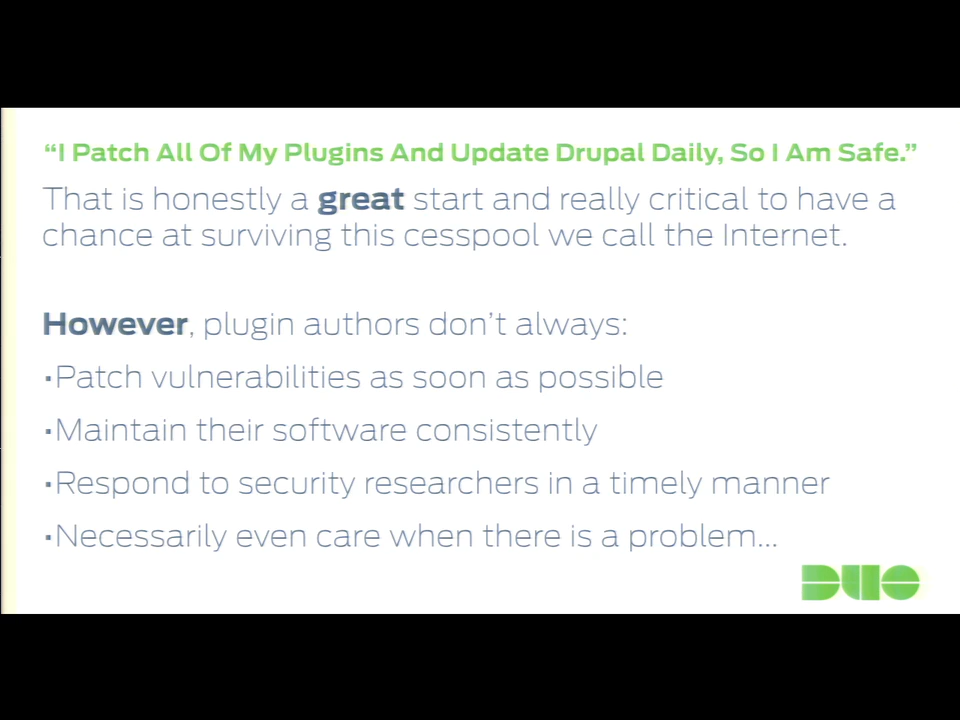 “I Patch All Of My Plugins And Update Drupal Daily, So I Am Safe.”
That is honestly a great start and really critical to have a
chance at surviving this cesspool we call the Internet.
However, plugin authors don’t always:
·Patch vulnerabilities as soon as possible
·Maintain their software consistently
·Respond to security researchers in a timely manner
·Necessarily even care when there is a problem…
DUO